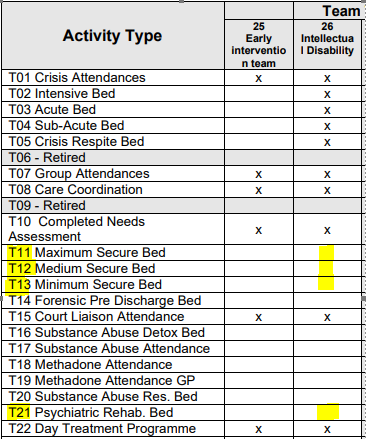 Team
Activity Type
25
Early
interventio
n team
26
Intellectua
l Disability
T01 Crisis Attendances x x
T02 Intensive Bed x
T03 Acute Bed x
T04 Sub-Acute Bed x
T05 Crisis Respite Bed x
T06 - Retired
T07 Group Attendances x x
T08 Care Coordination x x
T09 - Retired
T10 Completed Needs
Assessment x x
T11 Maximum Secure Bed
T12 Medium Secure Bed
T13 Minimum Secure Bed
T14 Forensic Pre Discharge Bed
T15 Court Liaison Attendance x x
T16 Substance Abuse Detox Bed
T17 Substance Abuse Attendance
T18 Methadone Attendance
T19 Methadone Attendance GP
T20 Substance Abuse Res. Bed
T21 Psychiatric Rehab. Bed
T22 Day Treatment Programme x x